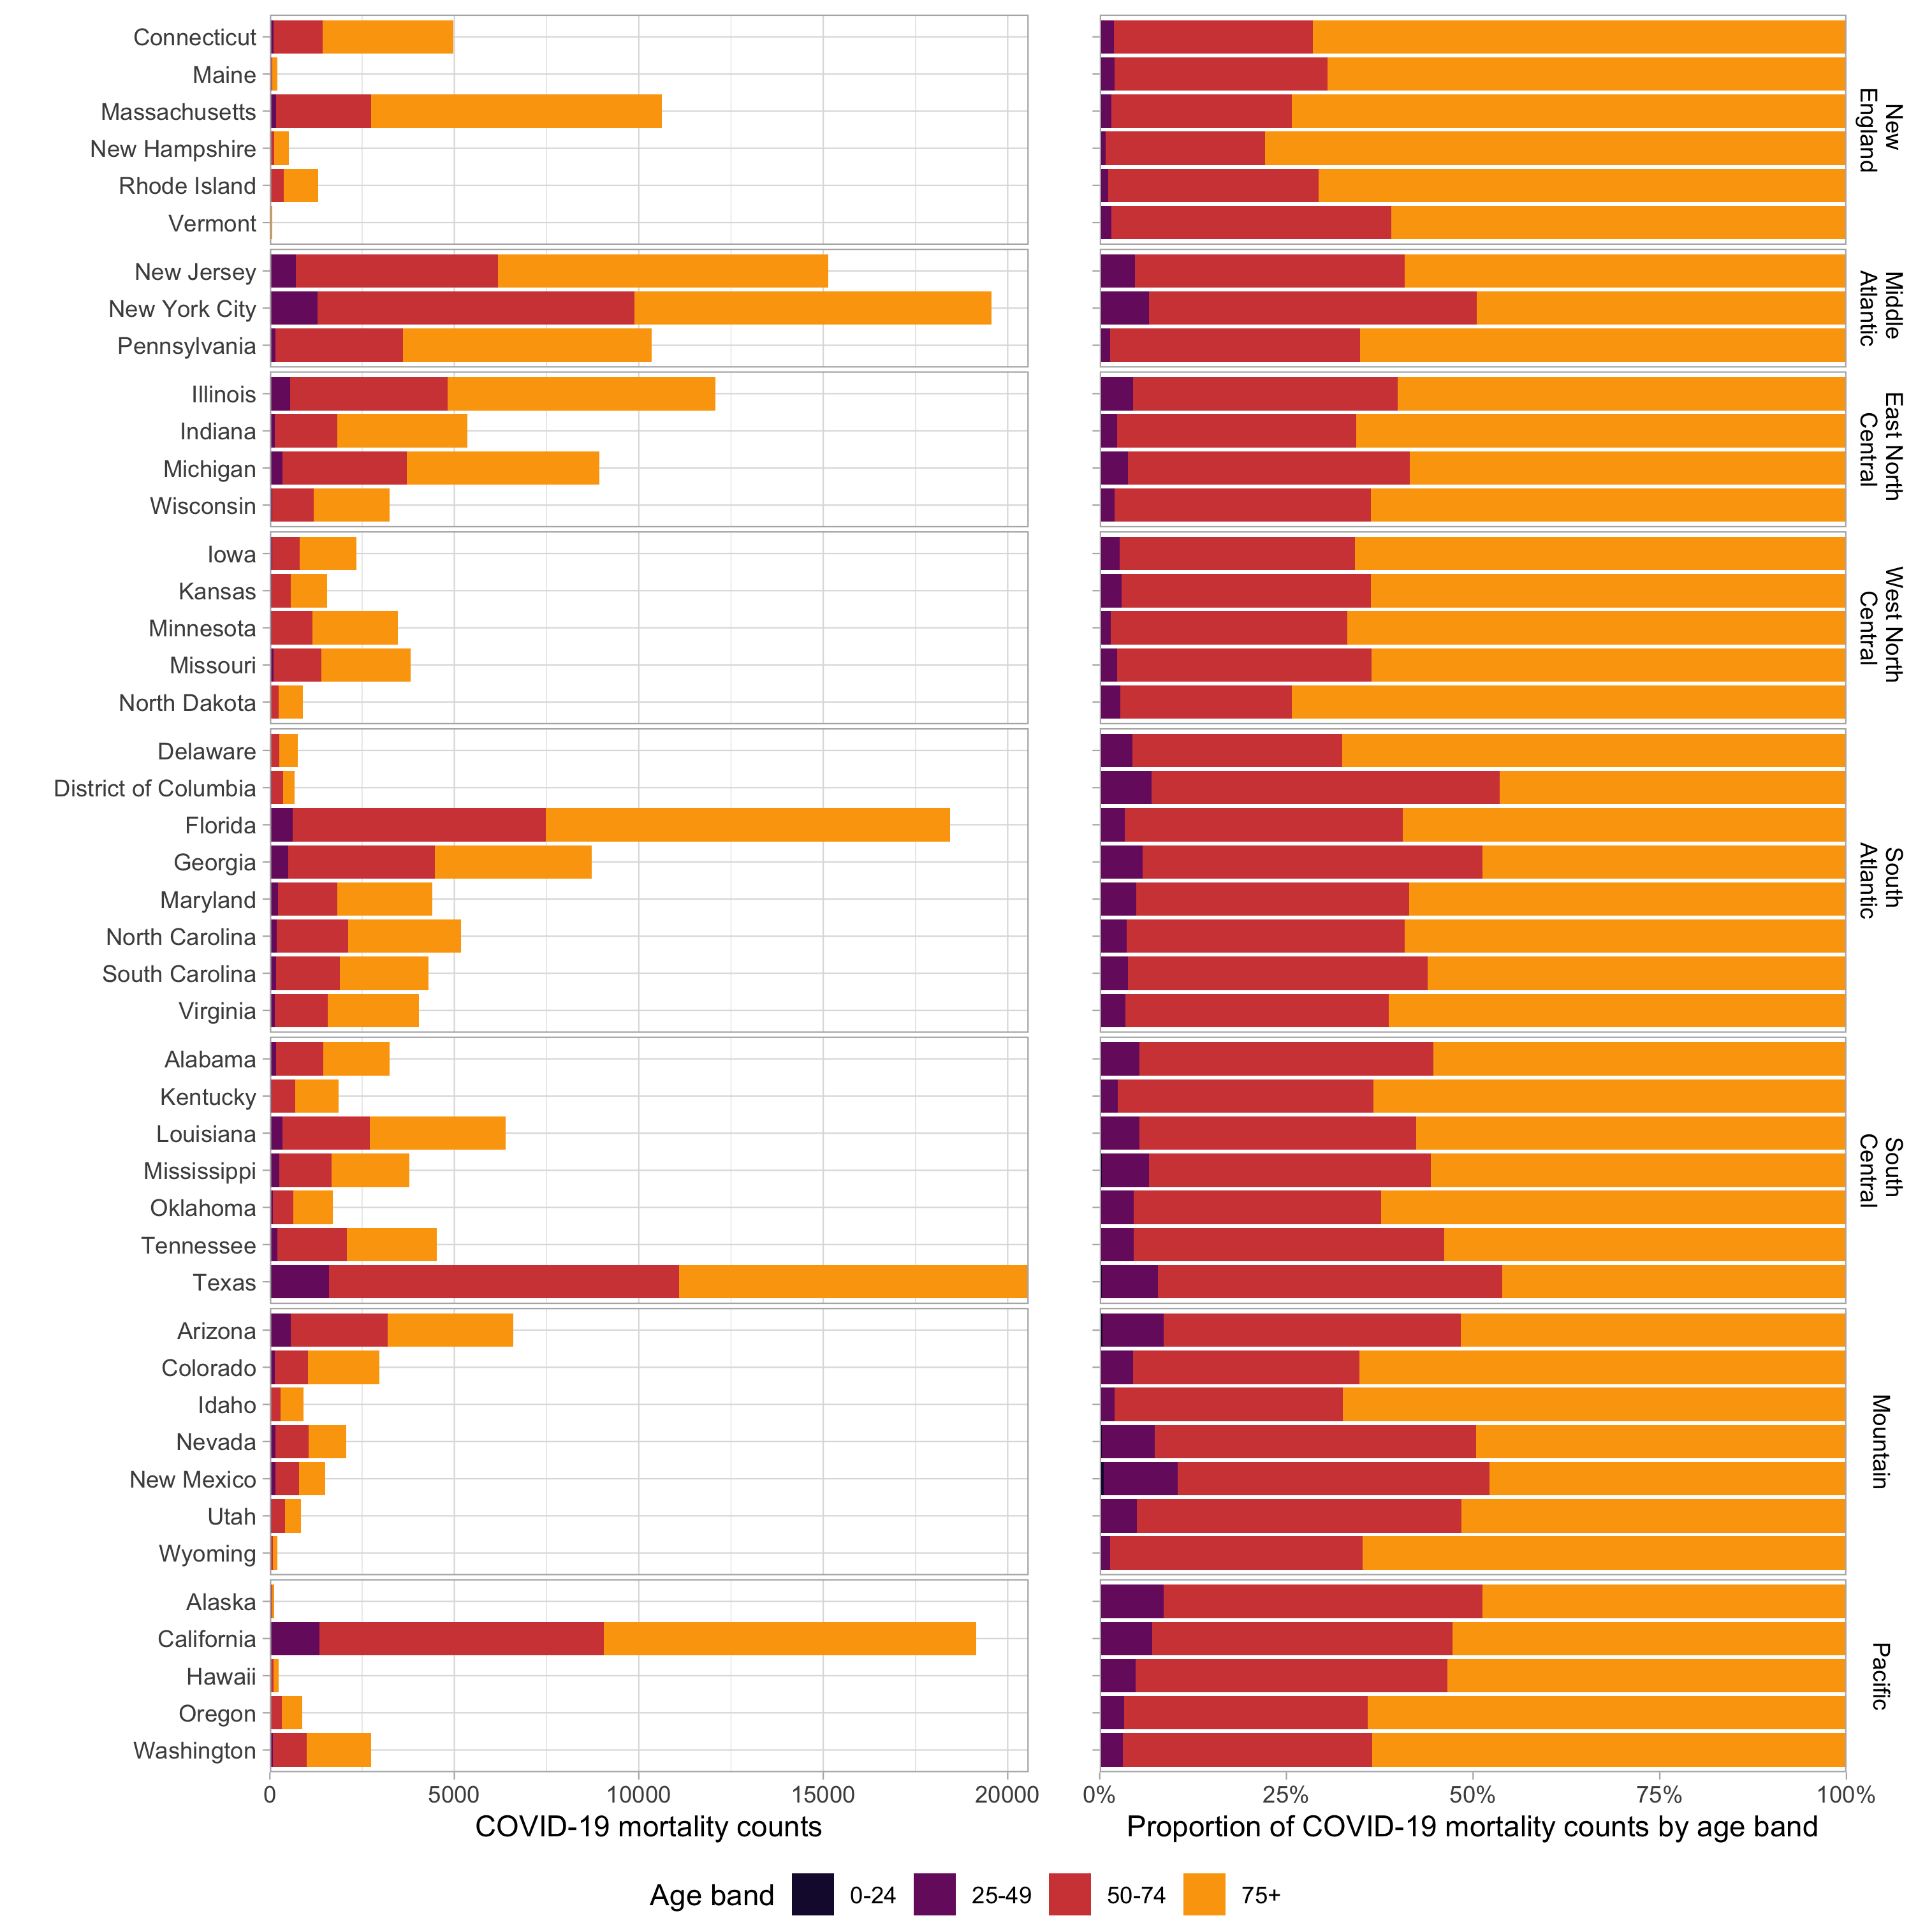 Connecticut
Maine
Massachusetts
New Hampshire
Rhode Island
Vermont
New
England
New Jersey
New York City
Pennsylvania
Middle
Atlantic
Illinois
Indiana
Michigan
Wisconsin
East North
Central
Iowa
Kansas
Minnesota
Missouri
North Dakota
West North
Central
Delaware
District of Columbia
Florida
Georgia
Maryland
North Carolina
South Carolina
Virginia
South
Atlantic
Alabama
Kentucky
Louisiana
Mississippi
Oklahoma
Tennessee
Texas
South
Central
Arizona
Colorado
Idaho
Nevada
New Mexico
Utah
Wyoming
Mountain
Alaska
California
Hawaii
Oregon
Washington
Pacific
0 5000 10000 15000 20000
COVID-19 mortality counts
0% 25% 50% 75% 100%
Proportion of COVID-19 mortality counts by age band
Age band 0-24 25-49 50-74 75+